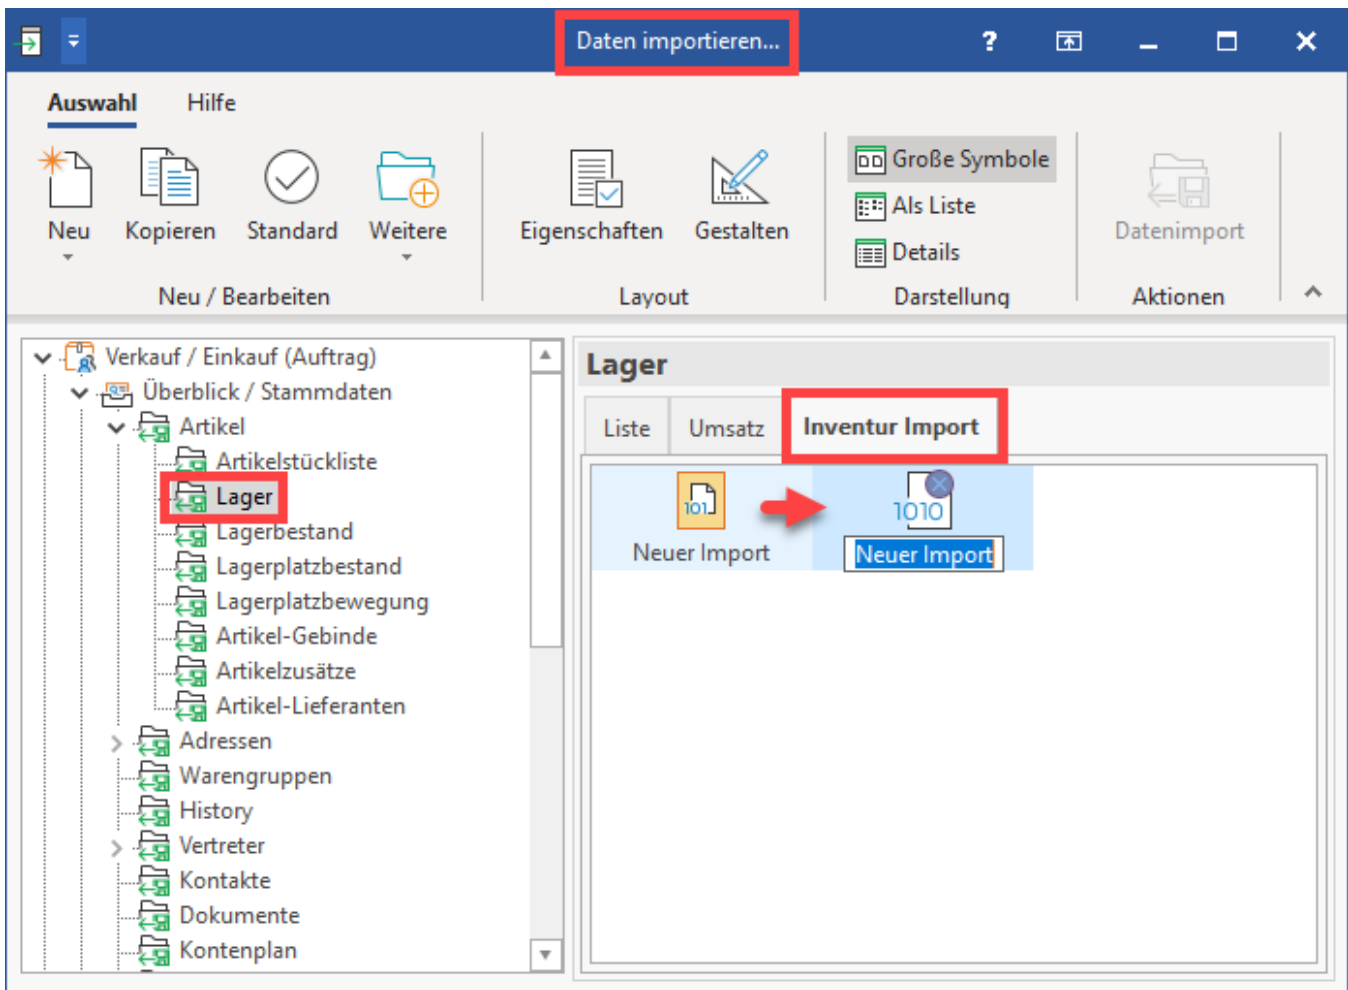 Daten importieren...
Auswahl Hilfe
Neu Kopieren Standard Weitere
Neu / Bearbeiten
Eigenschaften Gestalten
Layout
Große Symbole
Als Liste
Details
Darstellung
Datenimport
Aktionen
Verkauf / Einkauf (Auftrag)
Überblick / Stammdaten
Artikel
Artikelstückliste
Lager
Lagerbestand
Lagerplatzbestand
Lagerplatzbewegung
Artikel-Gebinde
Artikelzusätze
Artikel-Lieferanten
Adressen
Warengruppen
History
Vertreter
Kontakte
Dokumente
Kontenplan
Lager
Liste Umsatz Inventur Import
101 1010
Neuer Import Neuer Import